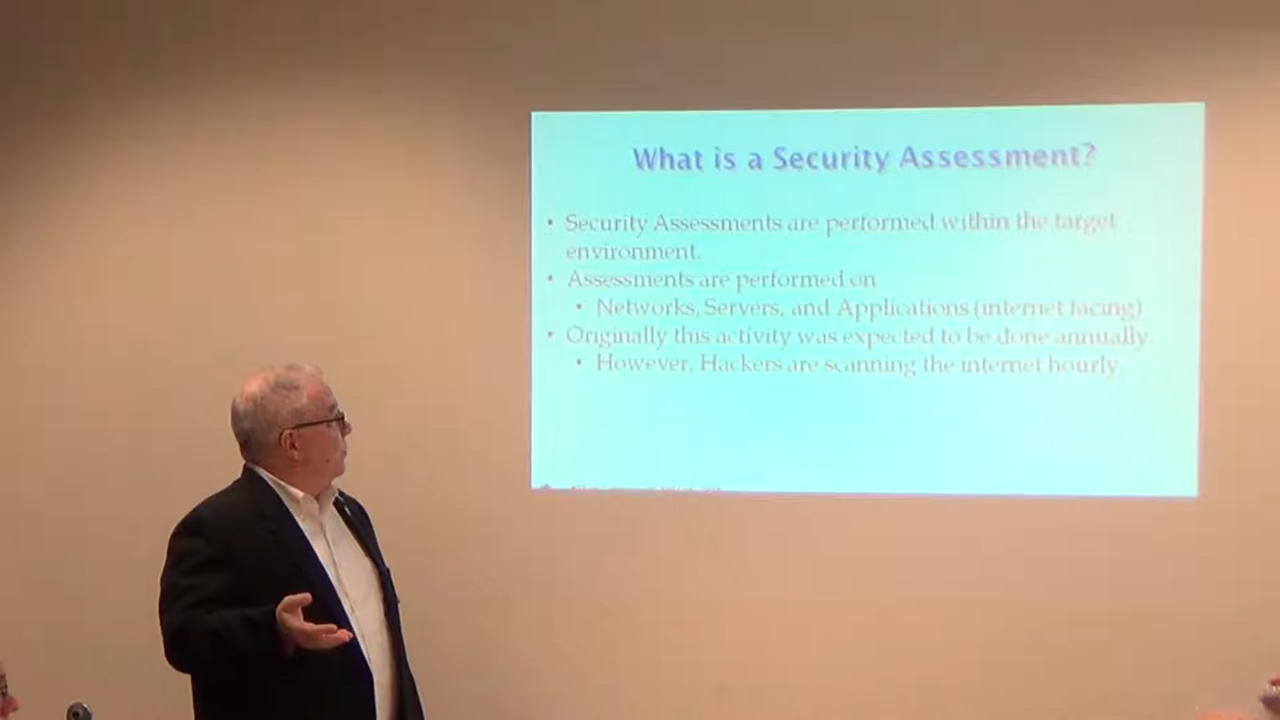 What is a Security Assessment?
• Security Assessments are performed within the target
environment.
• Assessments are performed on
• Networks, Servers, and Applications (internet facing)
• Originally this activity was expected to be done annually.
• However, Hackers are scanning the internet hourly.